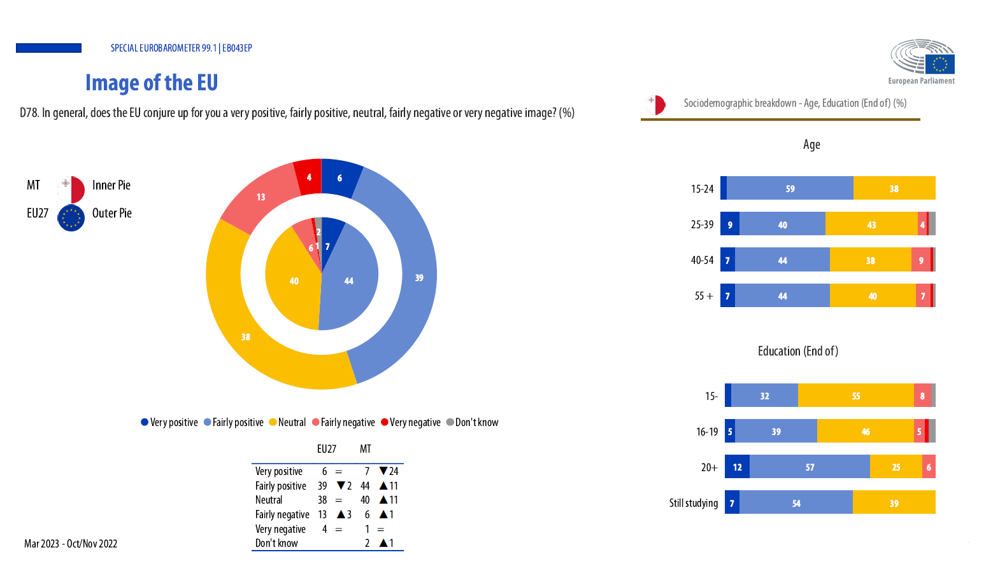 SPECIAL EUROBAROMETER 99.1 | EB043EP
Image of the EU
D78. In general, does the EU conjure up for you a very positive, fairly positive, neutral, fairly negative or very negative image? (%)
European Parliament
Sociodemographic breakdown - Age, Education (End of) (%)
MT Inner Pie
EU27 Outer Pie
4 6
13
39
38
2
6 1 7
40 44
Very positive Fairly positive Neutral Fairly negative Very negative Don't know
EU27 MT
Very positive 6 = 7 ▼24
Fairly positive 39 ▼2 44 ▲11
Neutral 38 = 40 ▲11
Fairly negative 13 ▲3 6 ▲1
Very negative 4 = 1 =
Don't know 2 ▲1
Mar 2023 - Oct/Nov 2022
Age
15-24 59 38
25-39 9 40 43 4
40-54 7 44 38 9
55 + 7 44 40 7
Education (End of)
15- 32 55 8
16-19 5 39 46 5
20+ 12 57 25 6
Still studying 7 54 39